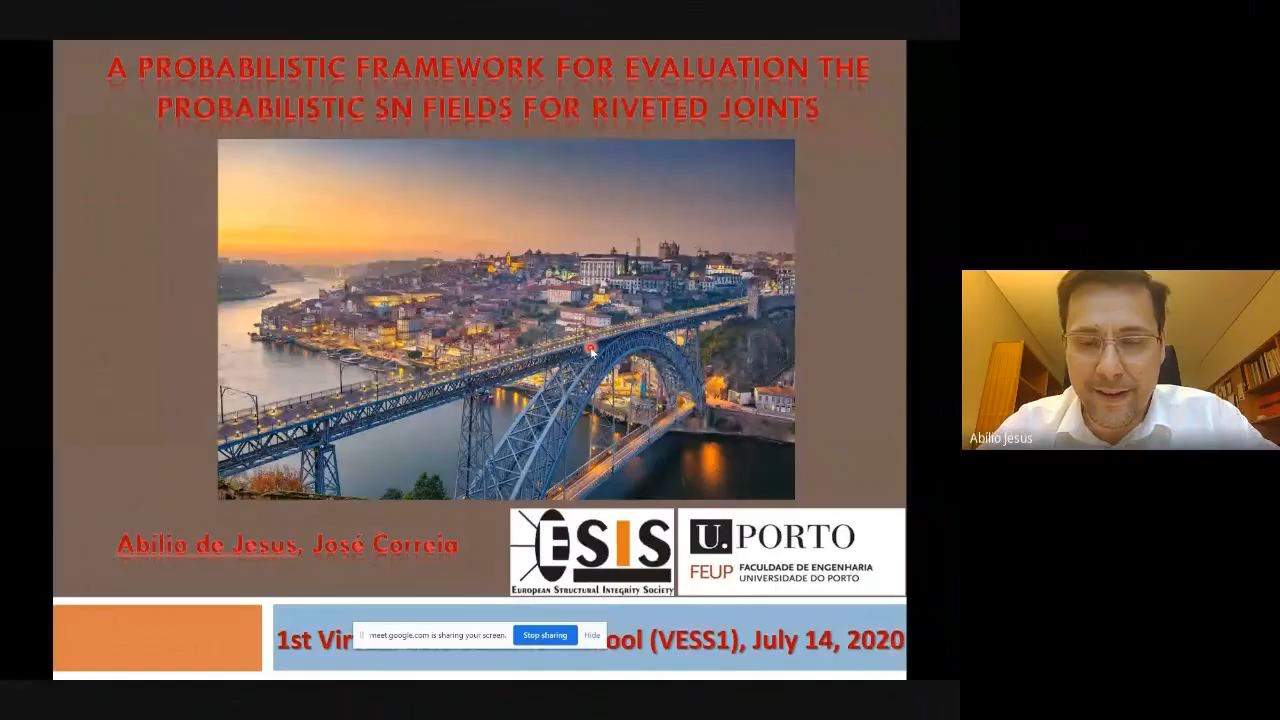 A PROBABILISTIC FRAMEWORK FOR EVALUATION THE
PROBABILISTIC SN FIELDS FOR RIVETED JOINTS
Abílio Jesus
Abílio de Jesus, José Correia
ESIS
European Structural Integrity Society
U. PORTO
FEUP FACULDADE DE ENGENHARIA
UNIVERSIDADE DO PORTO
1st Vir
ool (VESS1), July 14, 2020
meet.google.com is sharing your screen. Stop sharing Hide